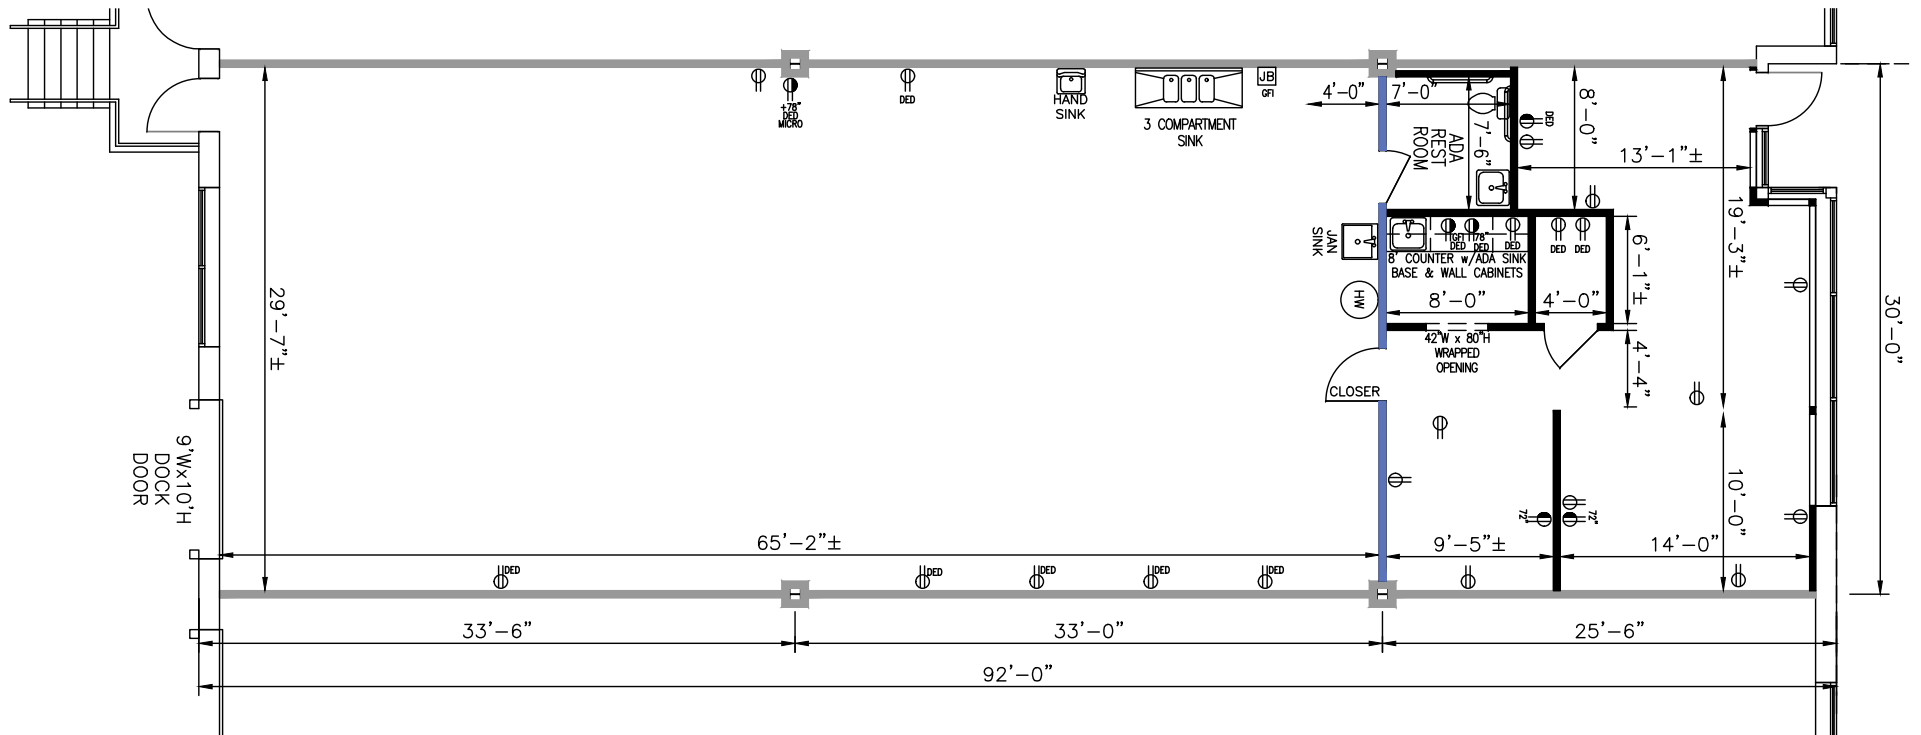 +78"
DED
MICRO
DED
HAND
SINK
3 COMPARTMENT
SINK
JB
GFI
4'-0"
7'-0"
7'-6"
ADA
REST
ROOM
DED
8'-0"
13'-1"±
19'-3"±
30'-0"
29'-7"±
JAN
SINK
HW
GFI
DED
78"
DED
DED
DED
DED
8' COUNTER w/ADA SINK
BASE & WALL CABINETS
8'-0"
4'-0"
6'-1"±
42"W x 80"H
WRAPPED
OPENING
4'-4"
CLOSER
9'Wx10'H
DOCK
DOOR
72"
72"
10'-0"
65'-2"±
9'-5"±
14'-0"
DED
DED
DED
DED
DED
33'-6"
33'-0"
25'-6"
92'-0"